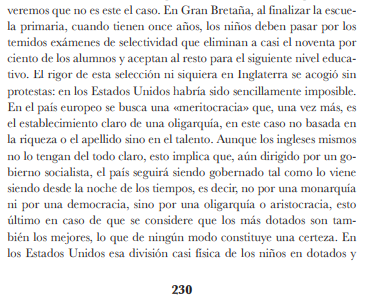 veremos que no es este el caso. En Gran Bretaña, al finalizar la escue-
la primaria, cuando tienen once años, los niños deben pasar por los
temidos exámenes de selectividad que eliminan a casi el noventa por
ciento de los alumnos y aceptan al resto para el siguiente nivel educa-
tivo. El rigor de esta selección ni siquiera en Inglaterra se acogió sin
protestas: en los Estados Unidos habría sido sencillamente imposible.
En el país europeo se busca una «meritocracia» que, una vez más, es
el establecimiento claro de una oligarquía, en este caso no basada en
la riqueza o el apellido sino en el talento. Aunque los ingleses mismos
no lo tengan del todo claro, esto implica que, aún dirigido por un go-
bierno socialista, el país seguirá siendo gobernado tal como lo viene
siendo desde la noche de los tiempos, es decir, no por una monarquía
ni por una democracia, sino por una oligarquía o aristocracia, esto
último en caso de que se considere que los más dotados son tam-
bién los mejores, lo que de ningún modo constituye una certeza. En
los Estados Unidos esa división casi física de los niños en dotados y
230